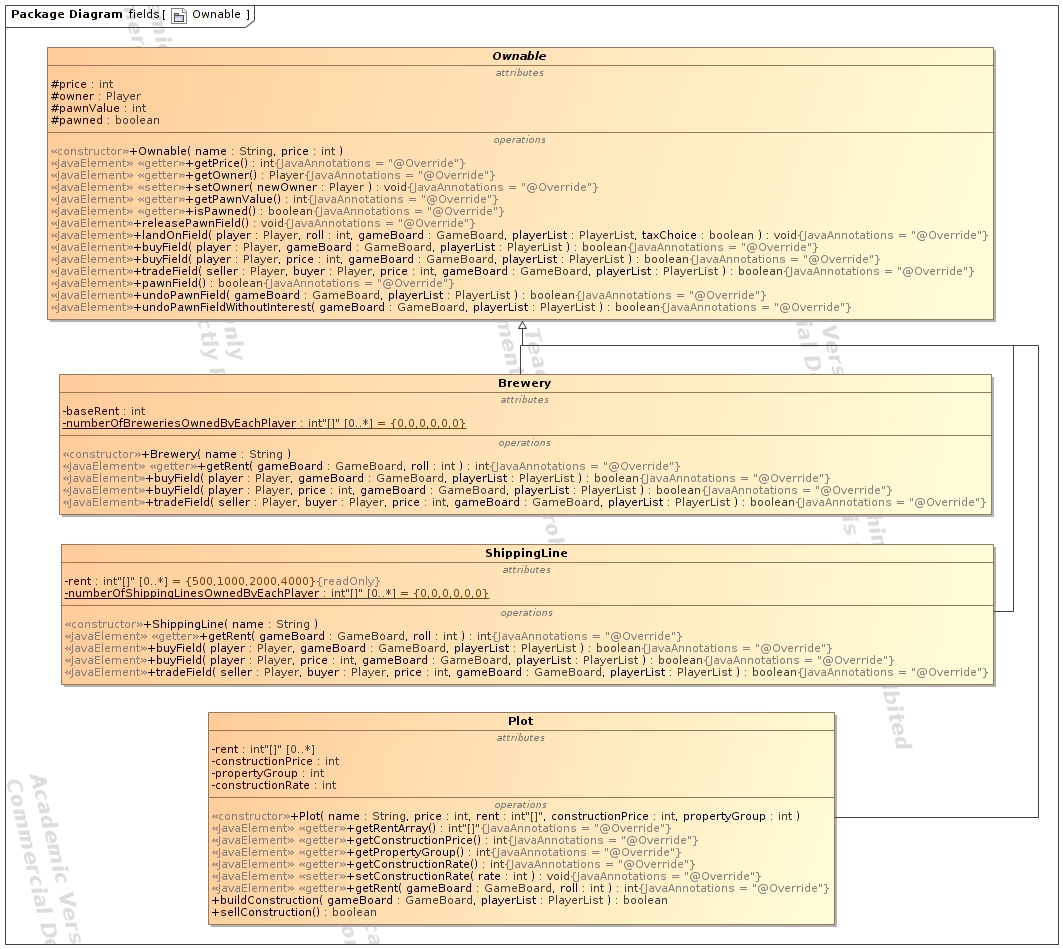 Package Diagram fields [ Ownable ]
Ownable
attributes
#price : int
#owner : Player
#pawnValue : int
#pawned : boolean
operations
«constructor»+Ownable( name : String, price : int )
«JavaElement» «getter»+getPrice() : int{JavaAnnotations = "@Override"}
«JavaElement» «getter»+getOwner() : Player{JavaAnnotations = "@Override"}
«JavaElement» «setter»+setOwner( newOwner : Player ) : void{JavaAnnotations = "@Override"}
«JavaElement» «getter»+getPawnValue() : int{JavaAnnotations = "@Override"}
«JavaElement» «getter»+isPawned() : boolean{JavaAnnotations = "@Override"}
«JavaElement»+releasePawnField() : void{JavaAnnotations = "@Override"}
«JavaElement»+landOnField( player : Player, roll : int, gameBoard : GameBoard, playerList : PlayerList, taxChoice : boolean ) : void{JavaAnnotations = "@Override"}
«JavaElement»+buyField( player : Player, gameBoard : GameBoard, playerList : PlayerList ) : boolean{JavaAnnotations = "@Override"}
«JavaElement»+buyField( player : Player, price : int, gameBoard : GameBoard, playerList : PlayerList ) : boolean{JavaAnnotations = "@Override"}
«JavaElement»+tradeField( seller : Player, buyer : Player, price : int, gameBoard : GameBoard, playerList : PlayerList ) : boolean{JavaAnnotations = "@Override"}
«JavaElement»+pawnField() : boolean{JavaAnnotations = "@Override"}
«JavaElement»+undoPawnField( gameBoard : GameBoard, playerList : PlayerList ) : boolean{JavaAnnotations = "@Override"}
«JavaElement»+undoPawnFieldWithoutInterest( gameBoard : GameBoard, playerList : PlayerList ) : boolean{JavaAnnotations = "@Override"}
Brewery
attributes
-baseRent : int
-numberOfBreweriesOwnedByEachPlayer : int"[]" [0..*] = {0,0,0,0,0,0}
operations
«constructor»+Brewery( name : String )
«JavaElement» «getter»+getRent( gameBoard : GameBoard, roll : int ) : int{JavaAnnotations = "@Override"}
«JavaElement»+buyField( player : Player, gameBoard : GameBoard, playerList : PlayerList ) : boolean{JavaAnnotations = "@Override"}
«JavaElement»+buyField( player : Player, price : int, gameBoard : GameBoard, playerList : PlayerList ) : boolean{JavaAnnotations = "@Override"}
«JavaElement»+tradeField( seller : Player, buyer : Player, price : int, gameBoard : GameBoard, playerList : PlayerList ) : boolean{JavaAnnotations = "@Override"}
ShippingLine
attributes
-rent : int"[]" [0..*] = {500,1000,2000,4000}{readOnly}
-numberOfShippingLinesOwnedByEachPlayer : int"[]" [0..*] = {0,0,0,0,0,0}
operations
«constructor»+ShippingLine( name : String )
«JavaElement» «getter»+getRent( gameBoard : GameBoard, roll : int ) : int{JavaAnnotations = "@Override"}
«JavaElement»+buyField( player : Player, gameBoard : GameBoard, playerList : PlayerList ) : boolean{JavaAnnotations = "@Override"}
«JavaElement»+buyField( player : Player, price : int, gameBoard : GameBoard, playerList : PlayerList ) : boolean{JavaAnnotations = "@Override"}
«JavaElement»+tradeField( seller : Player, buyer : Player, price : int, gameBoard : GameBoard, playerList : PlayerList ) : boolean{JavaAnnotations = "@Override"}
Plot
attributes
-rent : int"[]" [0..*]
-constructionPrice : int
-propertyGroup : int
-constructionRate : int
operations
«constructor»+Plot( name : String, price : int, rent : int"[]", constructionPrice : int, propertyGroup : int )
«JavaElement» «getter»+getRentArray() : int"[]"{JavaAnnotations = "@Override"}
«JavaElement» «getter»+getConstructionPrice() : int{JavaAnnotations = "@Override"}
«JavaElement» «getter»+getPropertyGroup() : int{JavaAnnotations = "@Override"}
«JavaElement» «getter»+getConstructionRate() : int{JavaAnnotations = "@Override"}
«JavaElement» «setter»+setConstructionRate( rate : int ) : void{JavaAnnotations = "@Override"}
«JavaElement» «getter»+getRent( gameBoard : GameBoard, roll : int ) : int{JavaAnnotations = "@Override"}
+buildConstruction( gameBoard : GameBoard, playerList : PlayerList ) : boolean
+sellConstruction() : boolean
Academic Vers
Commercial De